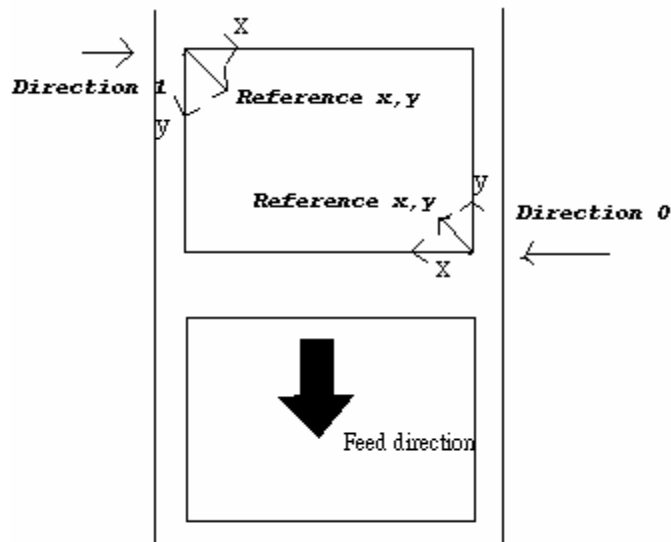 x
Direction 1
Reference x,y
y
Reference x,y
y
Direction 0
x
Feed direction